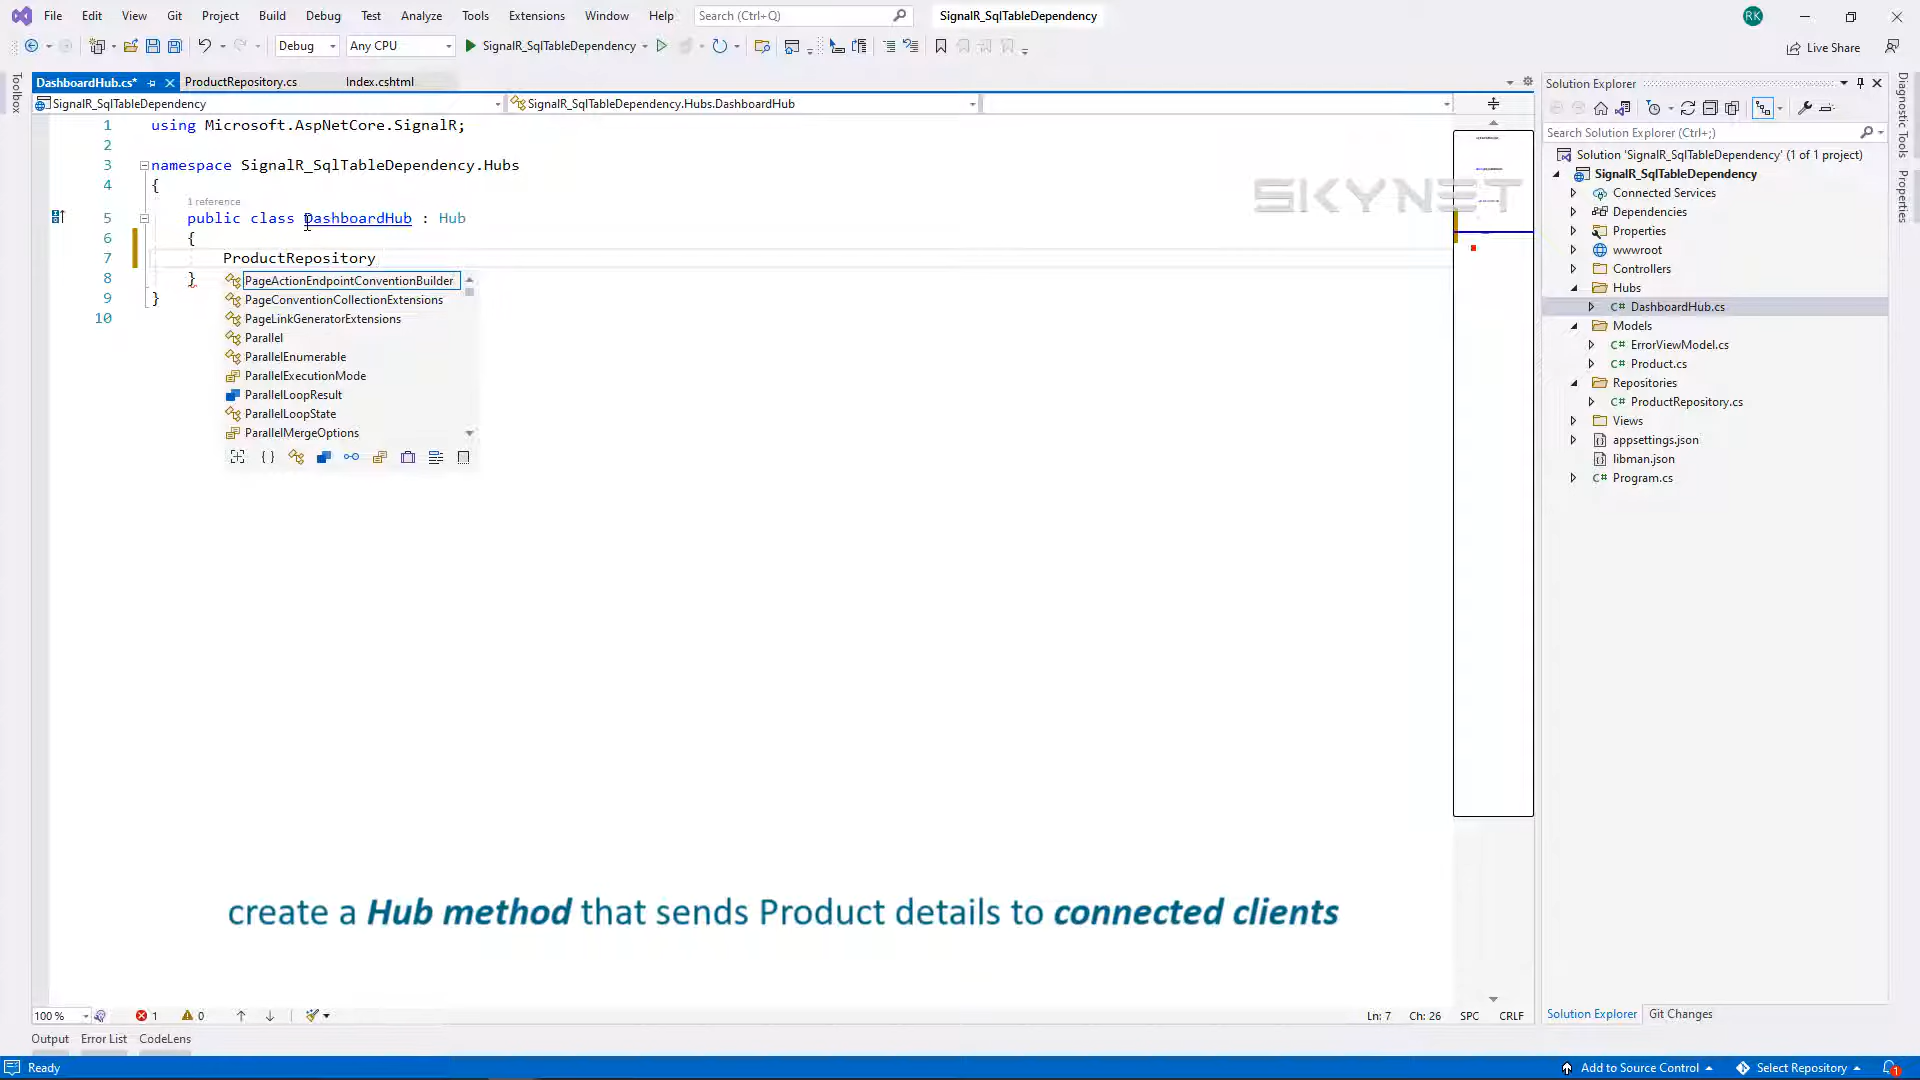 File Edit View Git Project Build Debug Test Analyze Tools Extensions Window Help Search (Ctrl+Q) SignalR_SqlTableDependency RK
Debug Any CPU SignalR_SqlTableDependency Live Share
Toolbox
DashboardHub.cs* ProductRepository.cs Index.cshtml
SignalR_SqlTableDependency SignalR_SqlTableDependency.Hubs.DashboardHub
1 using Microsoft.AspNetCore.SignalR;
2
3 namespace SignalR_SqlTableDependency.Hubs
4 {
1 reference
5 public class DashboardHub : Hub
6 {
7 ProductRepository
8 }
9 }
10
PageActionEndpointConventionBuilder
PageConventionCollectionExtensions
PageLinkGeneratorExtensions
Parallel
ParallelEnumerable
ParallelExecutionMode
ParallelLoopResult
ParallelLoopState
ParallelMergeOptions
SKYNET
create a Hub method that sends Product details to connected clients
100 % 1 0 Ln: 7 Ch: 26 SPC CRLF
Output Error List CodeLens
Solution Explorer
Search Solution Explorer (Ctrl+;)
Solution 'SignalR_SqlTableDependency' (1 of 1 project)
SignalR_SqlTableDependency
Connected Services
Dependencies
Properties
wwwroot
Controllers
Hubs
C# DashboardHub.cs
Models
C# ErrorViewModel.cs
C# Product.cs
Repositories
C# ProductRepository.cs
Views
appsettings.json
libman.json
C# Program.cs
Solution Explorer Git Changes
Diagnostic Tools
Properties
Ready Add to Source Control Select Repository 1